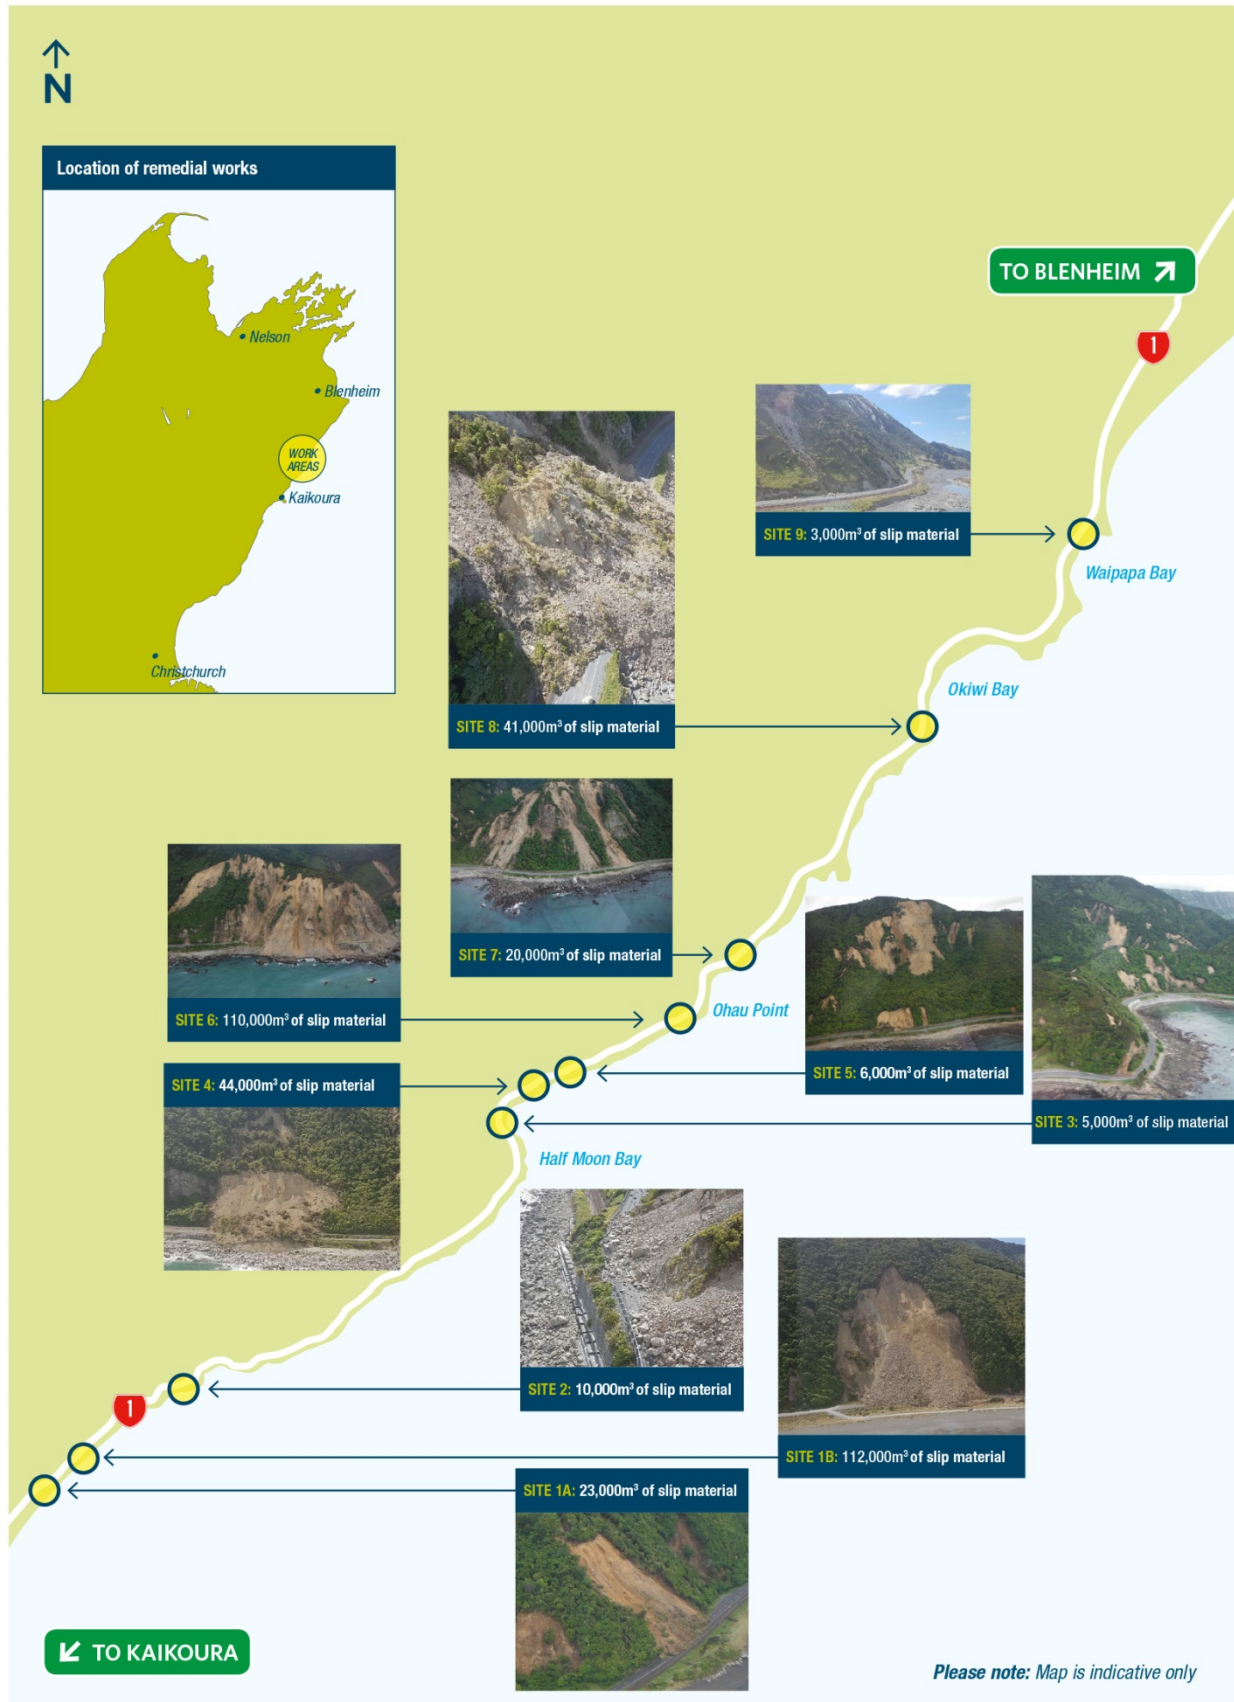 N
Location of remedial works
Nelson
Blenheim
WORK
AREAS
Kaikoura
Christchurch
TO BLENHEIM
1
SITE 9: 3,000m³ of slip material
Waipapa Bay
Okiwi Bay
SITE 8: 41,000m³ of slip material
SITE 7: 20,000m³ of slip material
Ohau Point
SITE 6: 110,000m³ of slip material
SITE 4: 44,000m³ of slip material
SITE 5: 6,000m³ of slip material
SITE 3: 5,000m³ of slip material
Half Moon Bay
SITE 2: 10,000m³ of slip material
1
SITE 1B: 112,000m³ of slip material
SITE 1A: 23,000m³ of slip material
TO KAIKOURA
Please note: Map is indicative only